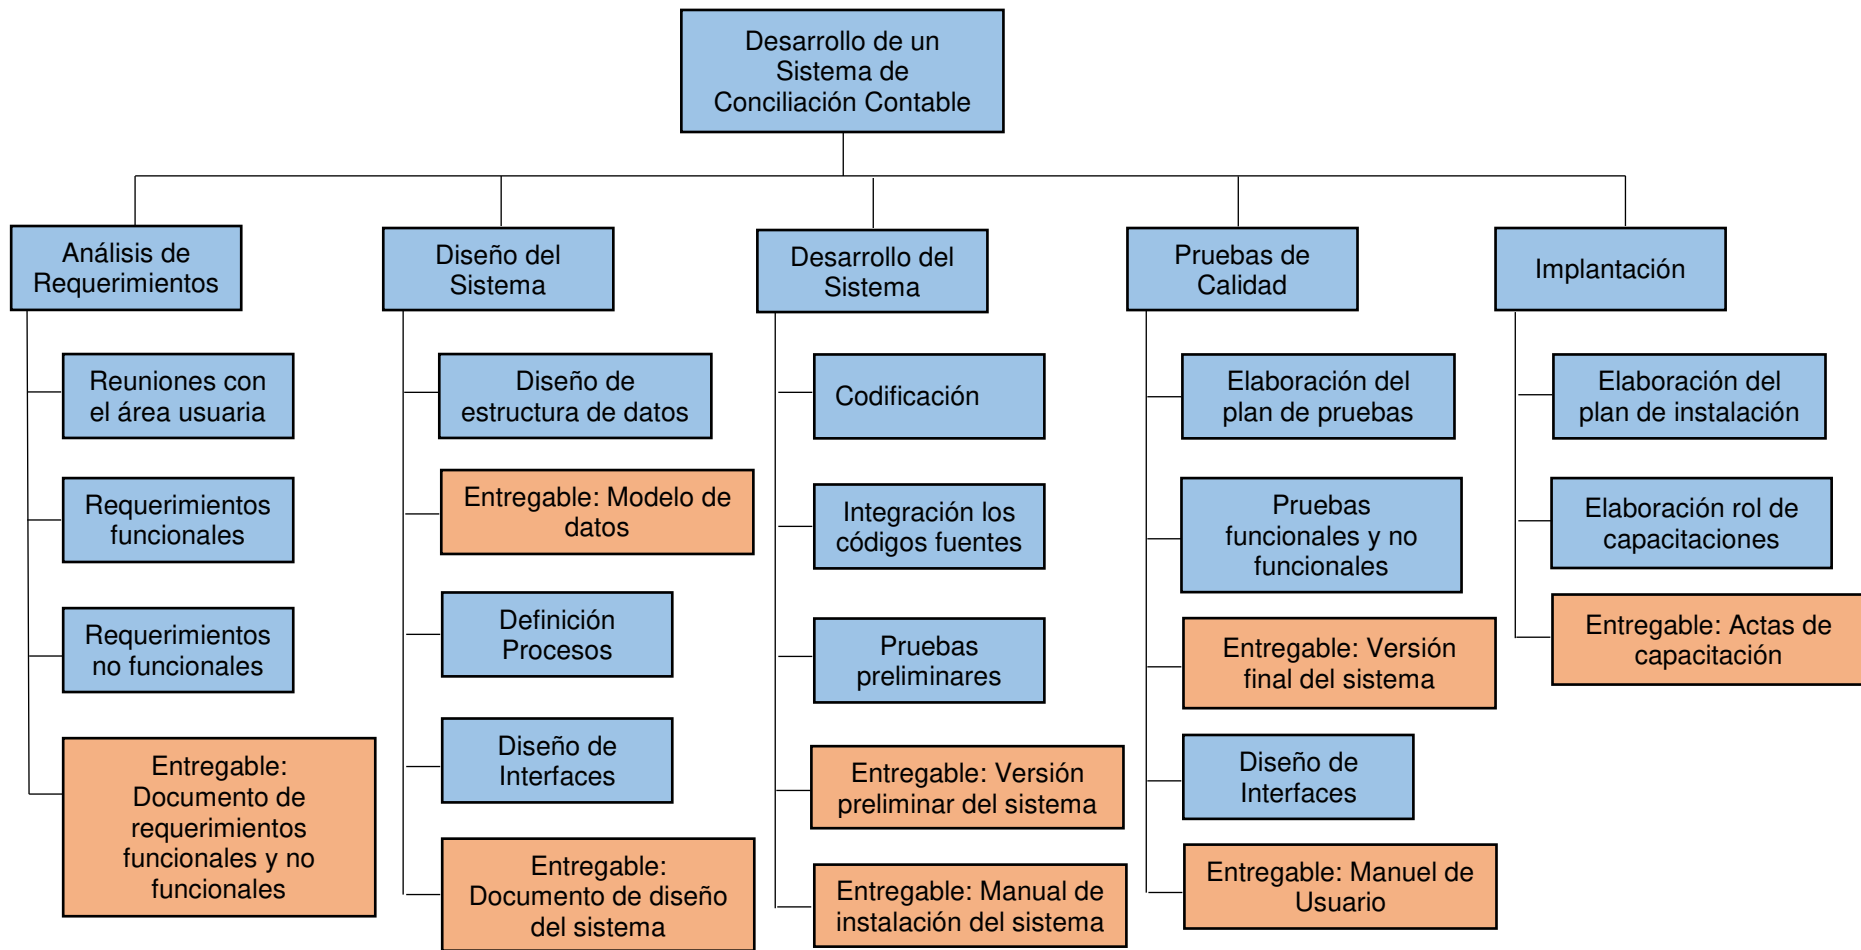 Desarrollo de un
Sistema de
Conciliación Contable
Análisis de
Requerimientos
Reuniones con
el área usuaria
Requerimientos
funcionales
Requerimientos
no funcionales
Entregable:
Documento de
requerimientos
funcionales y no
funcionales
Diseño del
Sistema
Diseño de
estructura de datos
Entregable: Modelo de
datos
Definición
Procesos
Diseño de
Interfaces
Entregable:
Documento de diseño
del sistema
Desarrollo del
Sistema
Codificación
Integración los
códigos fuentes
Pruebas
preliminares
Entregable: Versión
preliminar del sistema
Entregable: Manual de
instalación del sistema
Pruebas de
Calidad
Elaboración del
plan de pruebas
Pruebas
funcionales y no
funcionales
Entregable: Versión
final del sistema
Diseño de
Interfaces
Entregable: Manuel de
Usuario
Implantación
Elaboración del
plan de instalación
Elaboración rol de
capacitaciones
Entregable: Actas de
capacitación